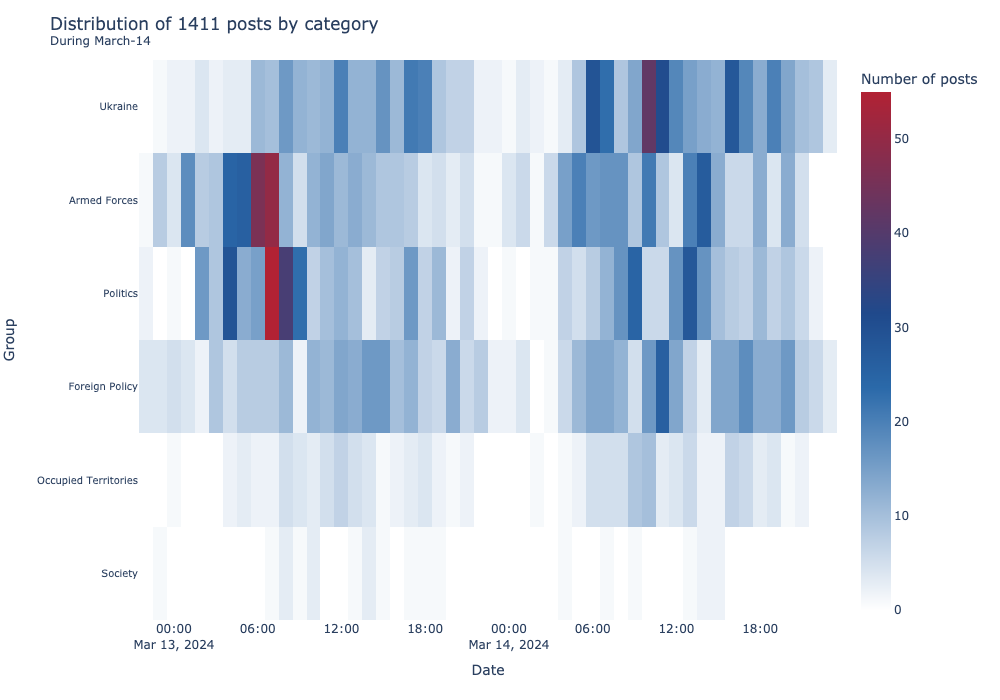 Distribution of 1411 posts by category
During March-14
Number of posts
Ukraine
Armed Forces
Politics
Foreign Policy
Occupied Territories
Society
Group
50
40
30
20
10
0
00:00 06:00 12:00 18:00 00:00 06:00 12:00 18:00
Mar 13, 2024 Mar 14, 2024
Date